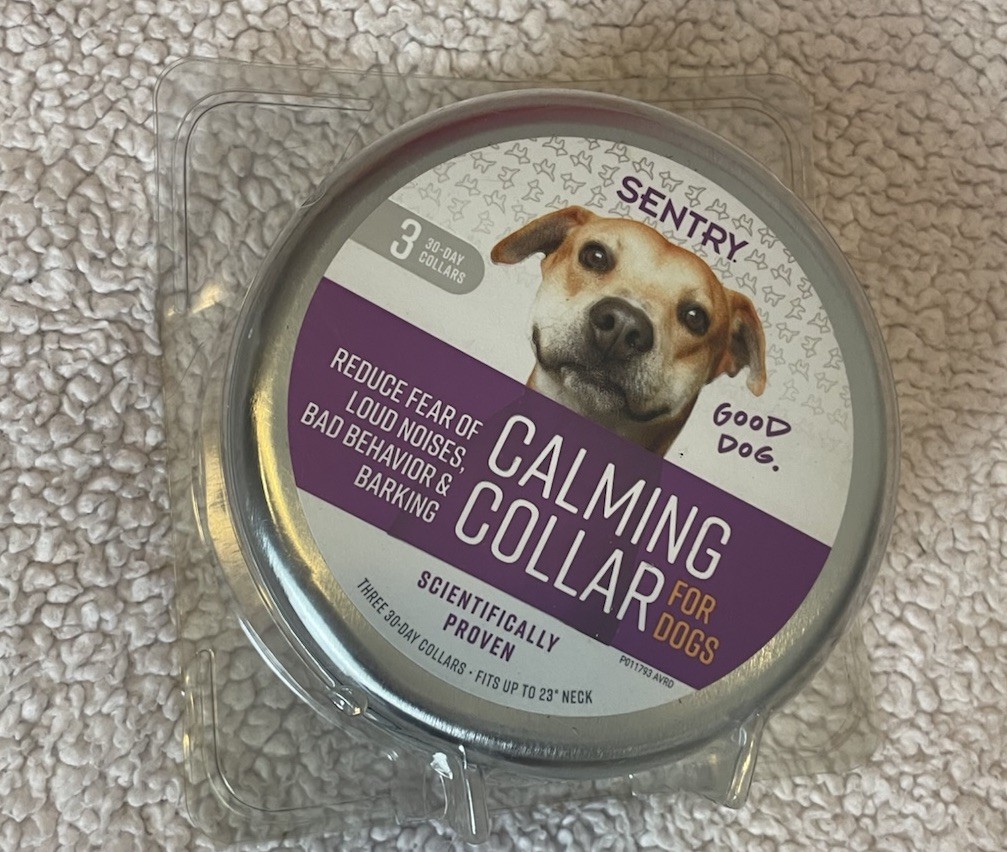 SENTRY
3 30-DAY
COLLARS
GOOD
DOG.
REDUCE FEAR OF
LOUD NOISES,
BAD BEHAVIOR &
BARKING
CALMING
COLLAR
FOR
DOGS
SCIENTIFICALLY
PROVEN
THREE 30-DAY COLLARS • FITS UP TO 23" NECK
P011793 AVRD